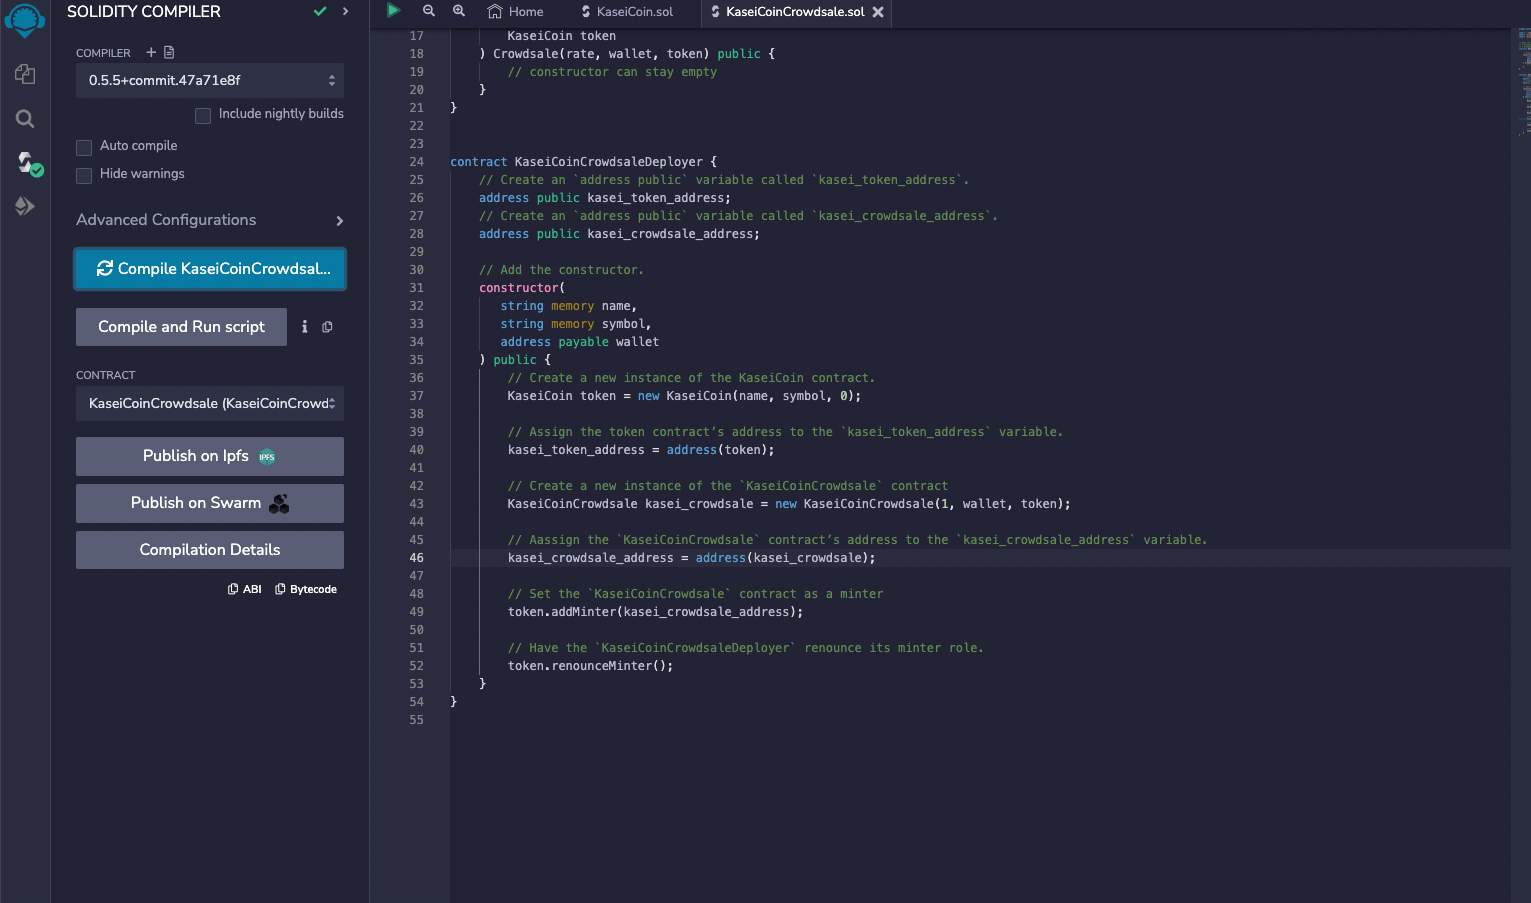 SOLIDITY COMPILER
COMPILER
0.5.5+commit.47a71e8f
Include nightly builds
Auto compile
Hide warnings
Advanced Configurations
Compile KaseiCoinCrowdsal...
Compile and Run script
CONTRACT
KaseiCoinCrowdsale (KaseiCoinCrowd
Publish on Ipfs IPFS
Publish on Swarm
Compilation Details
ABI Bytecode
Home KaseiCoin.sol KaseiCoinCrowdsale.sol
17 KaseiCoin token
18 ) Crowdsale(rate, wallet, token) public {
19 // constructor can stay empty
20 }
21 }
22
23
24 contract KaseiCoinCrowdsaleDeployer {
25 // Create an `address public` variable called `kasei_token_address`.
26 address public kasei_token_address;
27 // Create an `address public` variable called `kasei_crowdsale_address`.
28 address public kasei_crowdsale_address;
29
30 // Add the constructor.
31 constructor(
32 string memory name,
33 string memory symbol,
34 address payable wallet
35 ) public {
36 // Create a new instance of the KaseiCoin contract.
37 KaseiCoin token = new KaseiCoin(name, symbol, 0);
38
39 // Assign the token contract’s address to the `kasei_token_address` variable.
40 kasei_token_address = address(token);
41
42 // Create a new instance of the `KaseiCoinCrowdsale` contract
43 KaseiCoinCrowdsale kasei_crowdsale = new KaseiCoinCrowdsale(1, wallet, token);
44
45 // Aassign the `KaseiCoinCrowdsale` contract’s address to the `kasei_crowdsale_address` variable.
46 kasei_crowdsale_address = address(kasei_crowdsale);
47
48 // Set the `KaseiCoinCrowdsale` contract as a minter
49 token.addMinter(kasei_crowdsale_address);
50
51 // Have the `KaseiCoinCrowdsaleDeployer` renounce its minter role.
52 token.renounceMinter();
53 }
54 }
55